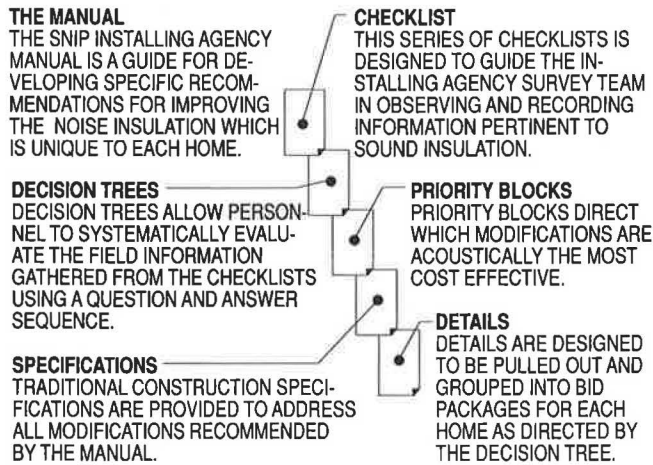 THE MANUAL
THE SNIP INSTALLING AGENCY
MANUAL IS A GUIDE FOR DE-
VELOPING SPECIFIC RECOM-
MENDATIONS FOR IMPROVING
THE NOISE INSULATION WHICH
IS UNIQUE TO EACH HOME.
CHECKLIST
THIS SERIES OF CHECKLISTS IS
DESIGNED TO GUIDE THE IN-
STALLING AGENCY SURVEY TEAM
IN OBSERVING AND RECORDING
INFORMATION PERTINENT TO
SOUND INSULATION.
DECISION TREES
DECISION TREES ALLOW PERSON-
NEL TO SYSTEMATICALLY EVALU-
ATE THE FIELD INFORMATION
GATHERED FROM THE CHECKLISTS
USING A QUESTION AND ANSWER
SEQUENCE.
PRIORITY BLOCKS
PRIORITY BLOCKS DIRECT
WHICH MODIFICATIONS ARE
ACOUSTICALLY THE MOST
COST EFFECTIVE.
SPECIFICATIONS
TRADITIONAL CONSTRUCTION SPECI-
FICATIONS ARE PROVIDED TO ADDRESS
ALL MODIFICATIONS RECOMMENDED
BY THE MANUAL.
DETAILS
DETAILS ARE DESIGNED
TO BE PULLED OUT AND
GROUPED INTO BID
PACKAGES FOR EACH
HOME AS DIRECTED BY
THE DECISION TREE.